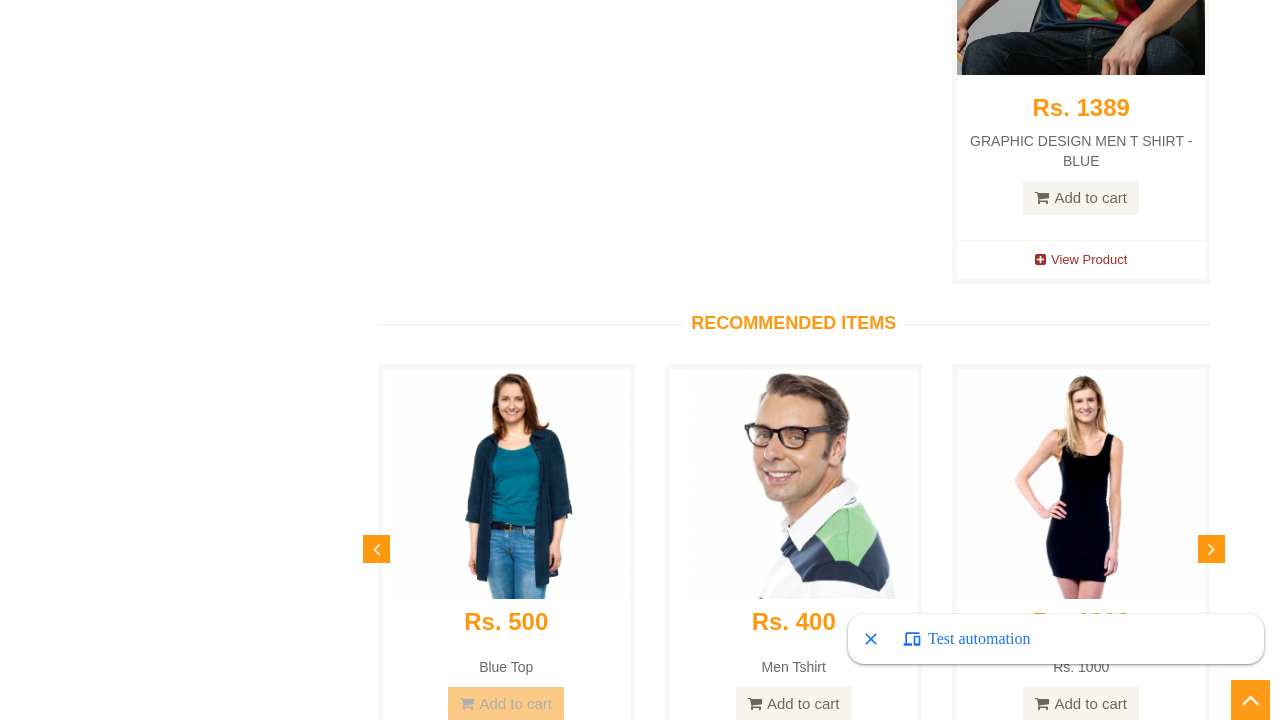 Rs. 1389
GRAPHIC DESIGN MEN T SHIRT -
BLUE
Add to cart
View Product
RECOMMENDED ITEMS
Rs. 500
Blue Top
Add to cart
Rs. 400
Men Tshirt
Add to cart
Rs. 1000
Add to cart
Test automation